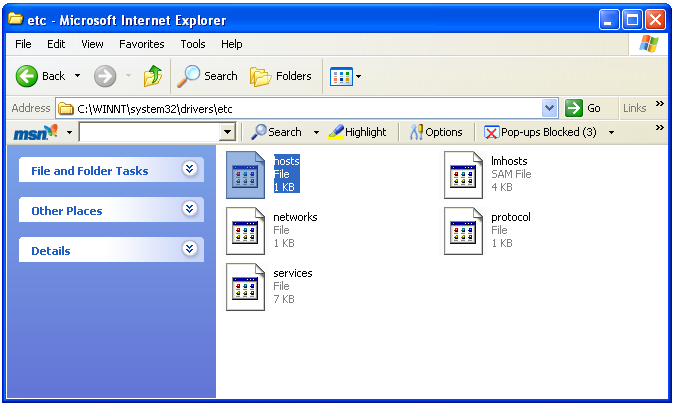 etc - Microsoft Internet Explorer
File Edit View Favorites Tools Help
Back Search Folders
Address C:\WINNT\system32\drivers\etc Go Links »
msn Search Highlight Options Pop-ups Blocked (3) »
File and Folder Tasks
Other Places
Details
hosts
File
1 KB
lmhosts
SAM File
4 KB
networks
File
1 KB
protocol
File
1 KB
services
File
7 KB